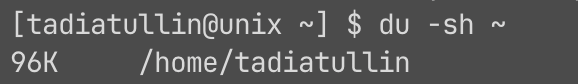 [tadiatullin@unix ~] $ du -sh ~
96K     /home/tadiatullin